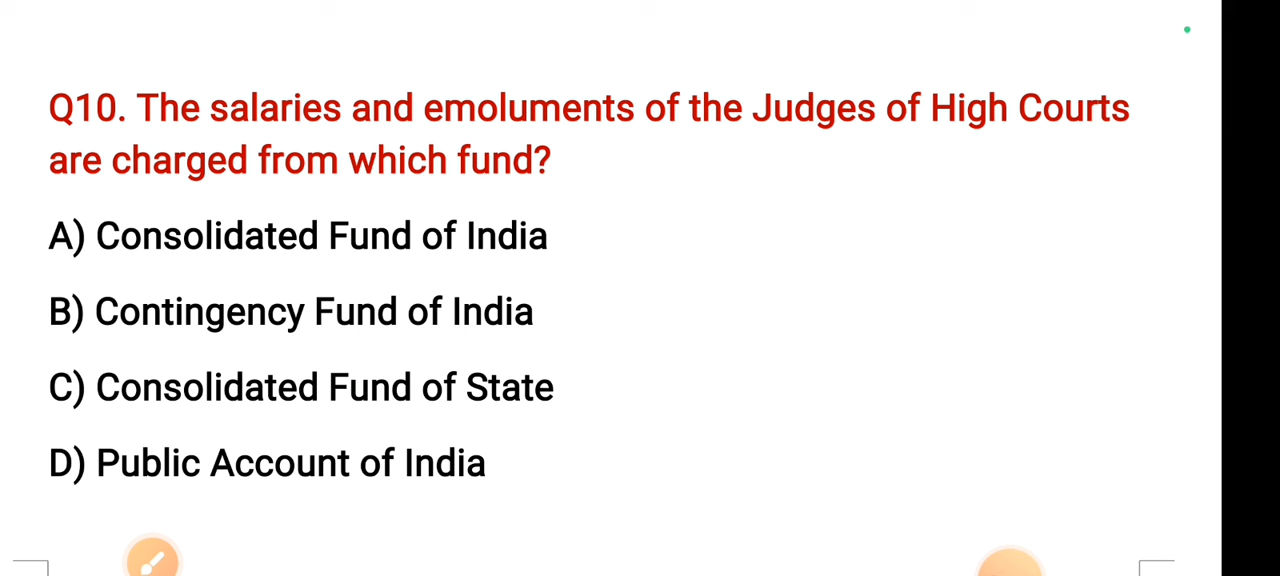 Q10. The salaries and emoluments of the Judges of High Courts
are charged from which fund?
A) Consolidated Fund of India
B) Contingency Fund of India
C) Consolidated Fund of State
D) Public Account of India